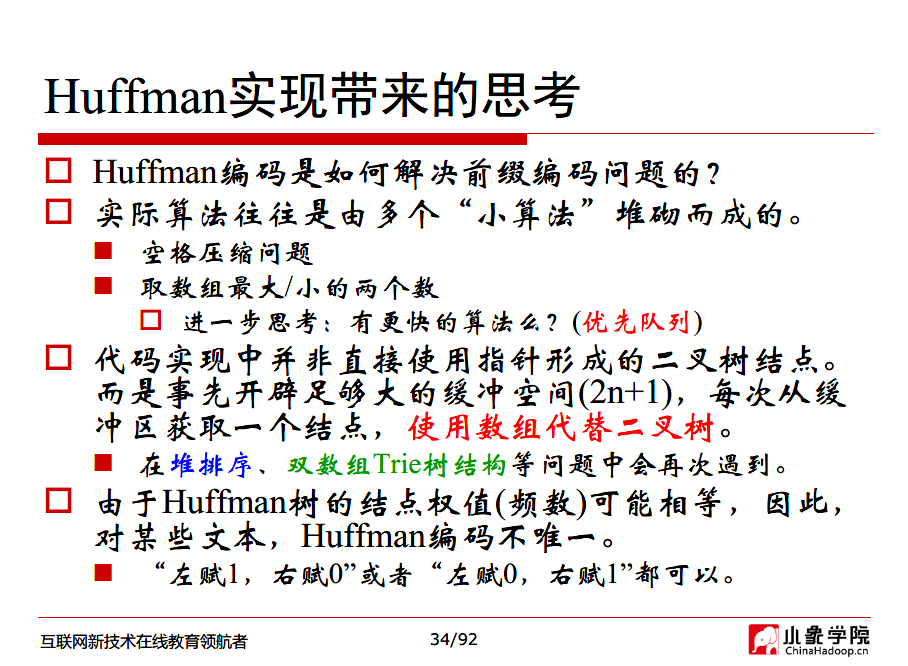 Huffman实现带来的思考
Huffman编码是如何解决前缀编码问题的？
实际算法往往是由多个“小算法”堆砌而成的。
空格压缩问题
取数组最大/小的两个数
进一步思考：有更快的算法么？(优先队列)
代码实现中并非直接使用指针形成的二叉树结点。
而是事先开辟足够大的缓冲空间(2n+1)，每次从缓
冲区获取一个结点，使用数组代替二叉树。
在堆排序、双数组Trie树结构等问题中会再次遇到。
由于Huffman树的结点权值(频数)可能相等，因此，
对某些文本，Huffman编码不唯一。
“左赋1，右赋0”或者“左赋0，右赋1”都可以。
互联网新技术在线教育领航者
34/92
小象学院
ChinaHadoop.cn